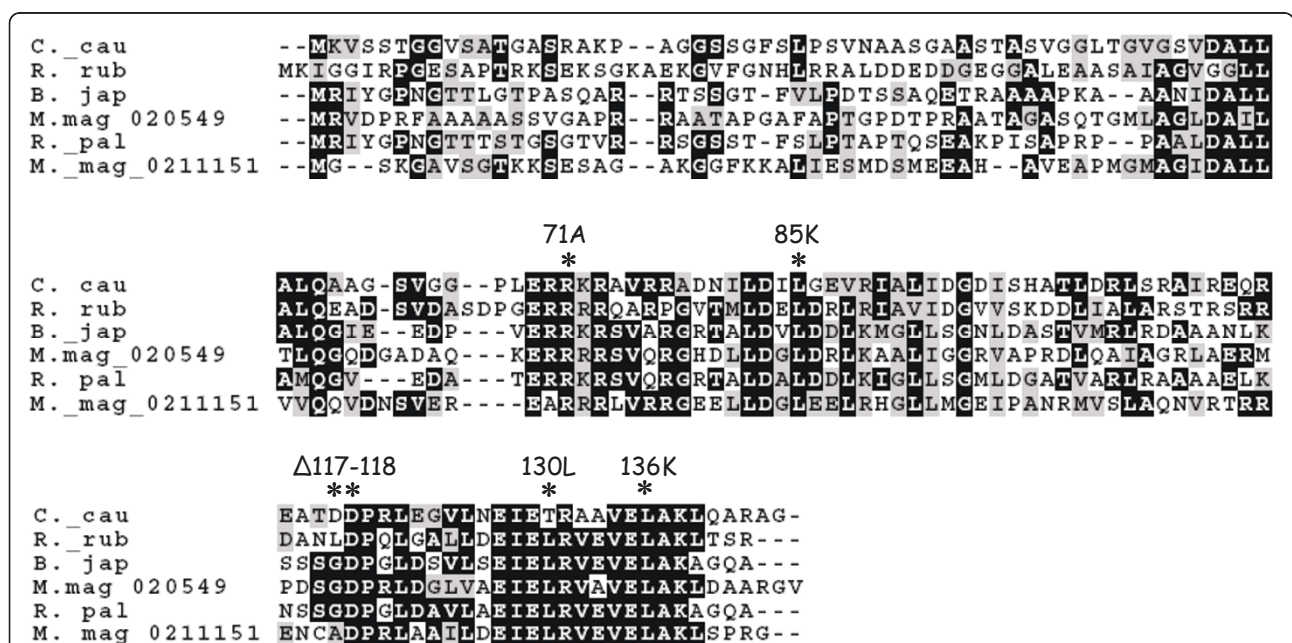 C._cau --MKVSSTGGVSATGASRAKP--AGGSSGFSLPSVNAASGAASTASVGGLTGVGSVDALL
R._rub MKIGGIRPGESAPTRKSEKSGKAEKGVFGNHLRRALDDEDDGEGGALEAASAIAGVGGLL
B._jap --MRIYGPNGTTLGTPASQAR--RTSSGT-FVLPDTSSAQETRAAAAPKA-AANIDALL
M.mag_020549 --MRVDPRFAAAAASSVGAPR--RAATAPGAFAPTGPDTPRAATAGASQTGMLAGLDAIL
R._pal --MRIYGPNGTTTSTGSGTVR--RSGSST-FSLPTAPTQSEAKPISAPRP--PAALDALL
M._mag_0211151 --MG--SKGAVSGTKKSESAG--AKGGFKKALIESMDSMEEAH--AVEAPMGMAGIDALL
71A 85K
* *
C._cau ALQAAG-SVGG--PLERRKRAVRRADNILDILGEVRIALIDGDISHATLDRLSRAIREQR
R._rub ALQEAD-SVDASDPGERRRRQARPGVTMLDELDRLRIAVIDGVVSKDDLIALARSTRSRR
B._jap ALQGIE--EDP---VERRKRSVARGRTALDVLDDLKMGLLSGNLDASTVMRLRDAAANLK
M.mag_020549 TLQGQDGADAQ---KERRRRSVQRGHDLLDGLDRLKAALIGGRVAPRDLQAIAGRLAERM
R._pal AMQGV---EDA---TERRKRSVQRGRTALDALDDLKIGLLSGMLDGATVARLRAAAAELK
M._mag_0211151 VVQQVDNSVER----EARRRLVRRGEELLDGLEELRHGLLMGEIPANRMVSLAQNVRTRR
Δ117-118 130L 136K
** * *
C._cau EATDDPRLEGVLNEIETRAAVELAKLQARAG-
R._rub DANLDPQLGALLDEIELRVEVELAKLTSR---
B._jap SSSGDPGLDSVLSEIELRVEVELAKAGQA---
M.mag_020549 PDSGDPRLDGLVAEIELRVAVELAKLDAARGV
R._pal NSSGDPGLDAVLAEIELRVEVELAKAGQA---
M._mag_0211151 ENCADPRLAAILDEIELRVEVELAKLSPRG--